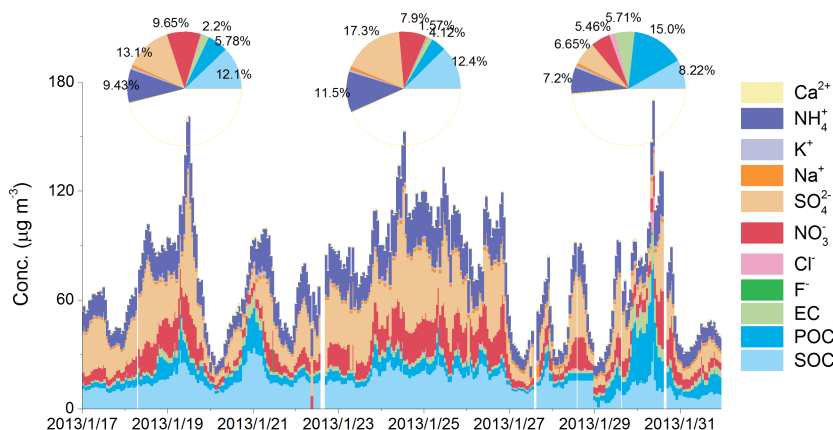 9.65%
2.2%
13.1%
5.78%
9.43%
12.1%
7.9%
1.57%
17.3%
4.12%
12.4%
11.5%
5.46%
5.71%
15.0%
6.65%
7.2%
8.22%
180
120
60
0
Conc. (µg m-3)
2013/1/17
2013/1/19
2013/1/21
2013/1/23
2013/1/25
2013/1/27
2013/1/29
2013/1/31
Ca²⁺
NH₄⁺
K⁺
Na⁺
SO₄²⁻
NO₃⁻
Cl⁻
F⁻
EC
POC
SOC